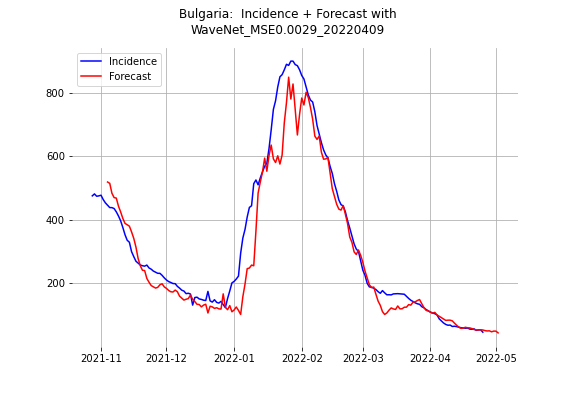 Bulgaria:  Incidence + Forecast with
WaveNet_MSE0.0029_20220409
Incidence
Forecast
800
600
400
200
2021-11
2021-12
2022-01
2022-02
2022-03
2022-04
2022-05